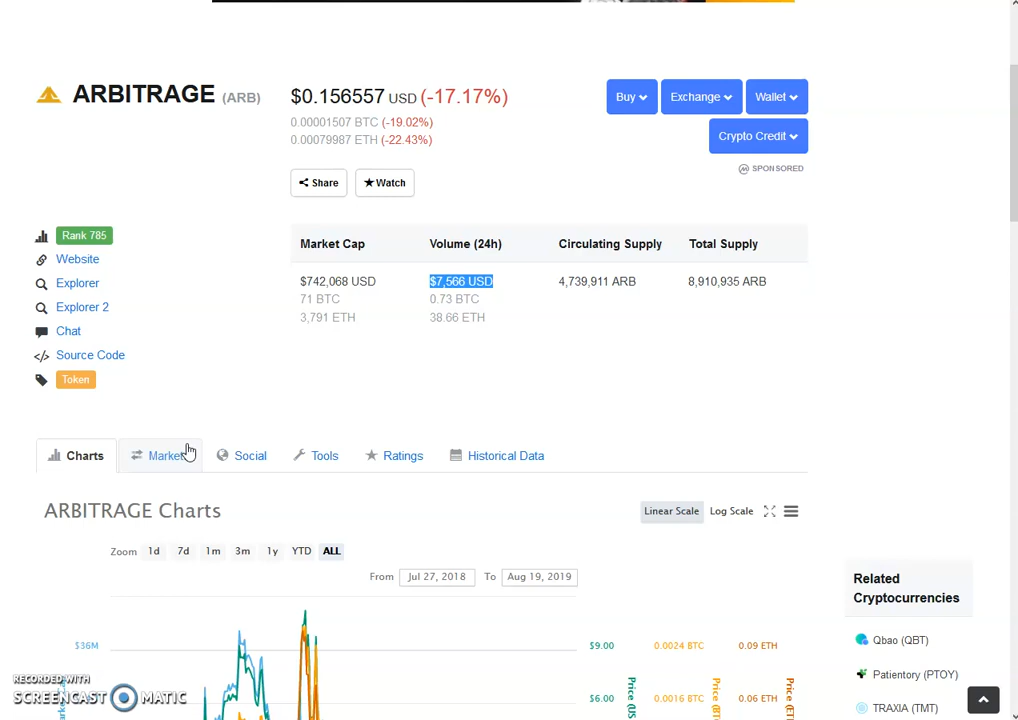 ARBITRAGE (ARB)
$0.156557 USD (-17.17%)
0.00001507 BTC (-19.02%)
0.00079987 ETH (-22.43%)
Buy
Exchange
Wallet
Crypto Credit
SPONSORED
Share
Watch
Rank 785
Website
Explorer
Explorer 2
Chat
Source Code
Token
Market Cap
Volume (24h)
Circulating Supply
Total Supply
$742,068 USD
$7,566 USD
4,739,911 ARB
8,910,935 ARB
71 BTC
0.73 BTC
3,791 ETH
38.66 ETH
Charts
Market
Social
Tools
Ratings
Historical Data
ARBITRAGE Charts
Linear Scale
Log Scale
Zoom 1d 7d 1m 3m 1y YTD ALL
From Jul 27, 2018 To Aug 19, 2019
$36M
$9.00
0.0024 BTC
0.09 ETH
$6.00
0.0016 BTC
0.06 ETH
Related
Cryptocurrencies
Qbao (QBT)
Patientory (PTOY)
TRAXIA (TMT)
RECORDED WITH
SCREENCAST MATIC